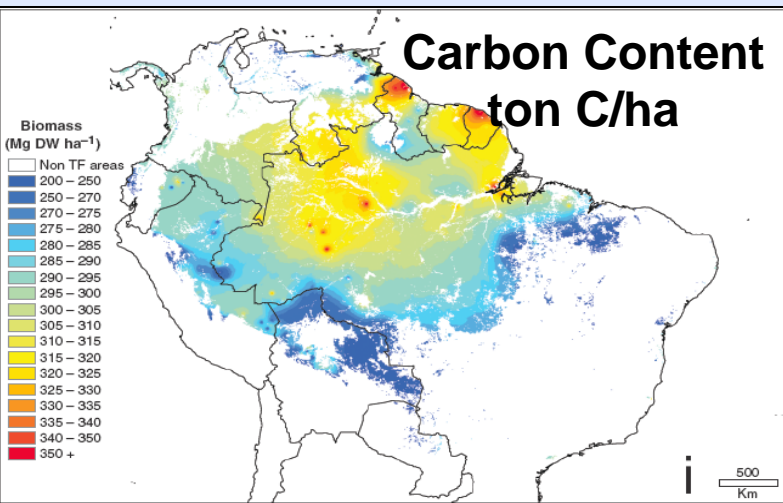 Carbon Content
ton C/ha
Biomass
(Mg DW ha⁻¹)
Non TF areas
200 – 250
250 – 270
270 – 275
275 – 280
280 – 285
285 – 290
290 – 295
295 – 300
300 – 305
305 – 310
310 – 315
315 – 320
320 – 325
325 – 330
330 – 335
335 – 340
340 – 350
350 +
i
500
Km